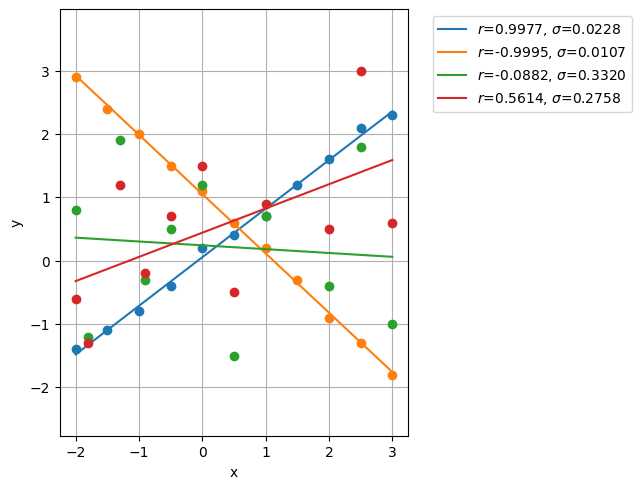 r=0.9977, σ=0.0228
r=-0.9995, σ=0.0107
r=-0.0882, σ=0.3320
r=0.5614, σ=0.2758
3
2
1
0
−1
−2
y
−2 −1 0 1 2 3
x